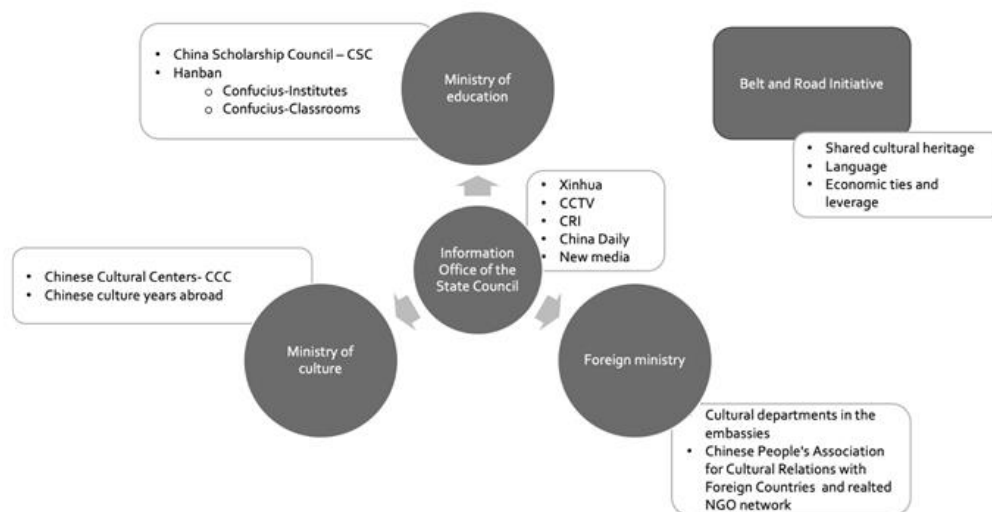 China Scholarship Council – CSC
Hanban
Confucius-Institutes
Confucius-Classrooms
Ministry of
education
Belt and Road Initiative
Shared cultural heritage
Language
Economic ties and
leverage
Xinhua
CCTV
CRI
China Daily
New media
Information
Office of the
State Council
Chinese Cultural Centers- CCC
Chinese culture years abroad
Ministry of
culture
Foreign ministry
Cultural departments in the
embassies
Chinese People's Association
for Cultural Relations with
Foreign Countries and realted
NGO network